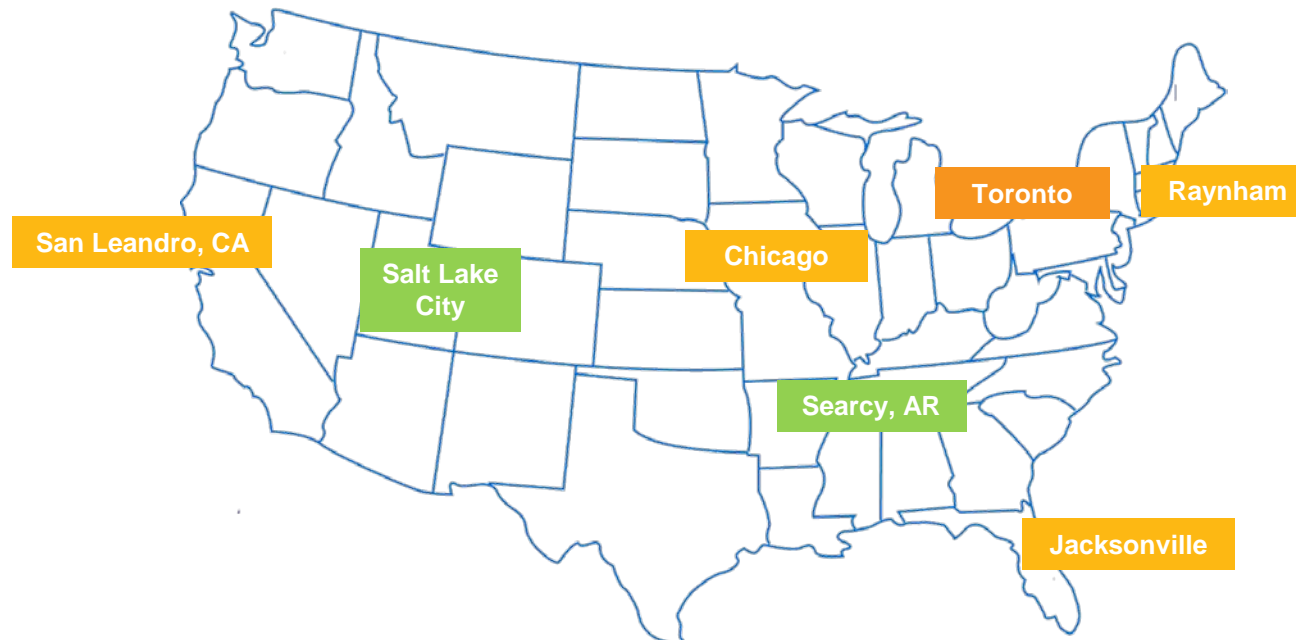 Toronto
Raynham
San Leandro, CA
Chicago
Salt Lake
City
Searcy, AR
Jacksonville